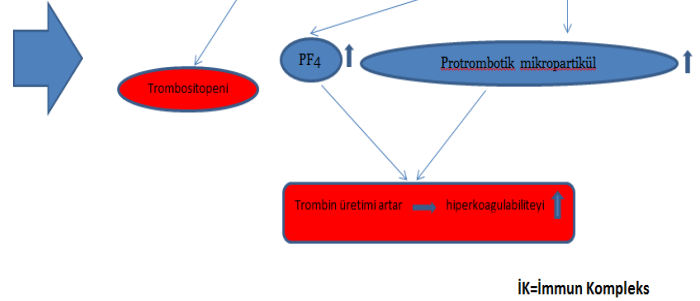 PF4
Protrombotik mikropartikül
Trombositopeni
Trombin üretimi artar hiperkoagulabiliteyi
İK=İmmun Kompleks